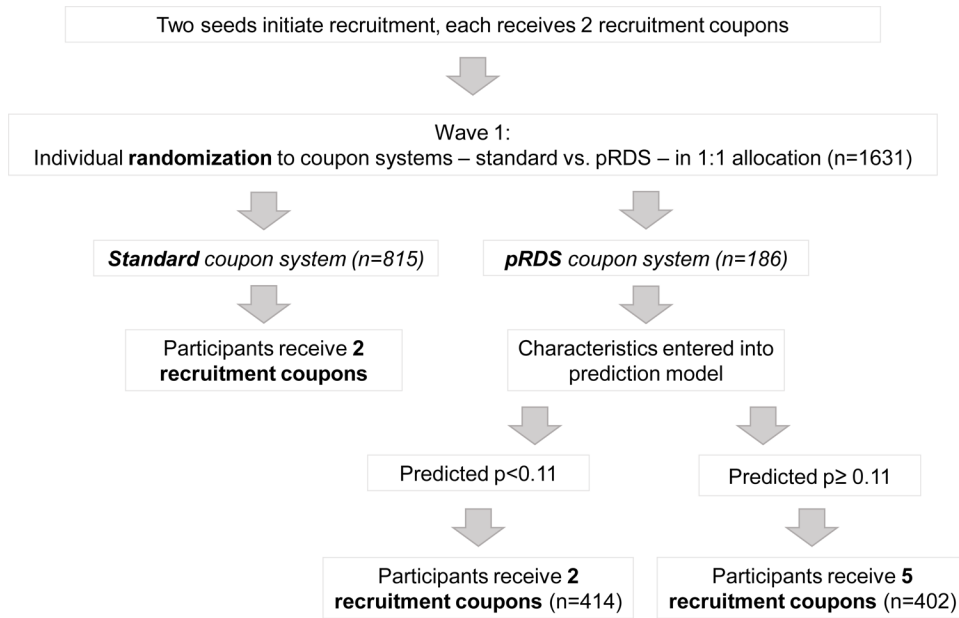 Two seeds initiate recruitment, each receives 2 recruitment coupons
Wave 1:
Individual randomization to coupon systems – standard vs. pRDS – in 1:1 allocation (n=1631)
Standard coupon system (n=815)
pRDS coupon system (n=186)
Participants receive 2
recruitment coupons
Characteristics entered into
prediction model
Predicted p<0.11
Predicted p≥ 0.11
Participants receive 2
recruitment coupons (n=414)
Participants receive 5
recruitment coupons (n=402)